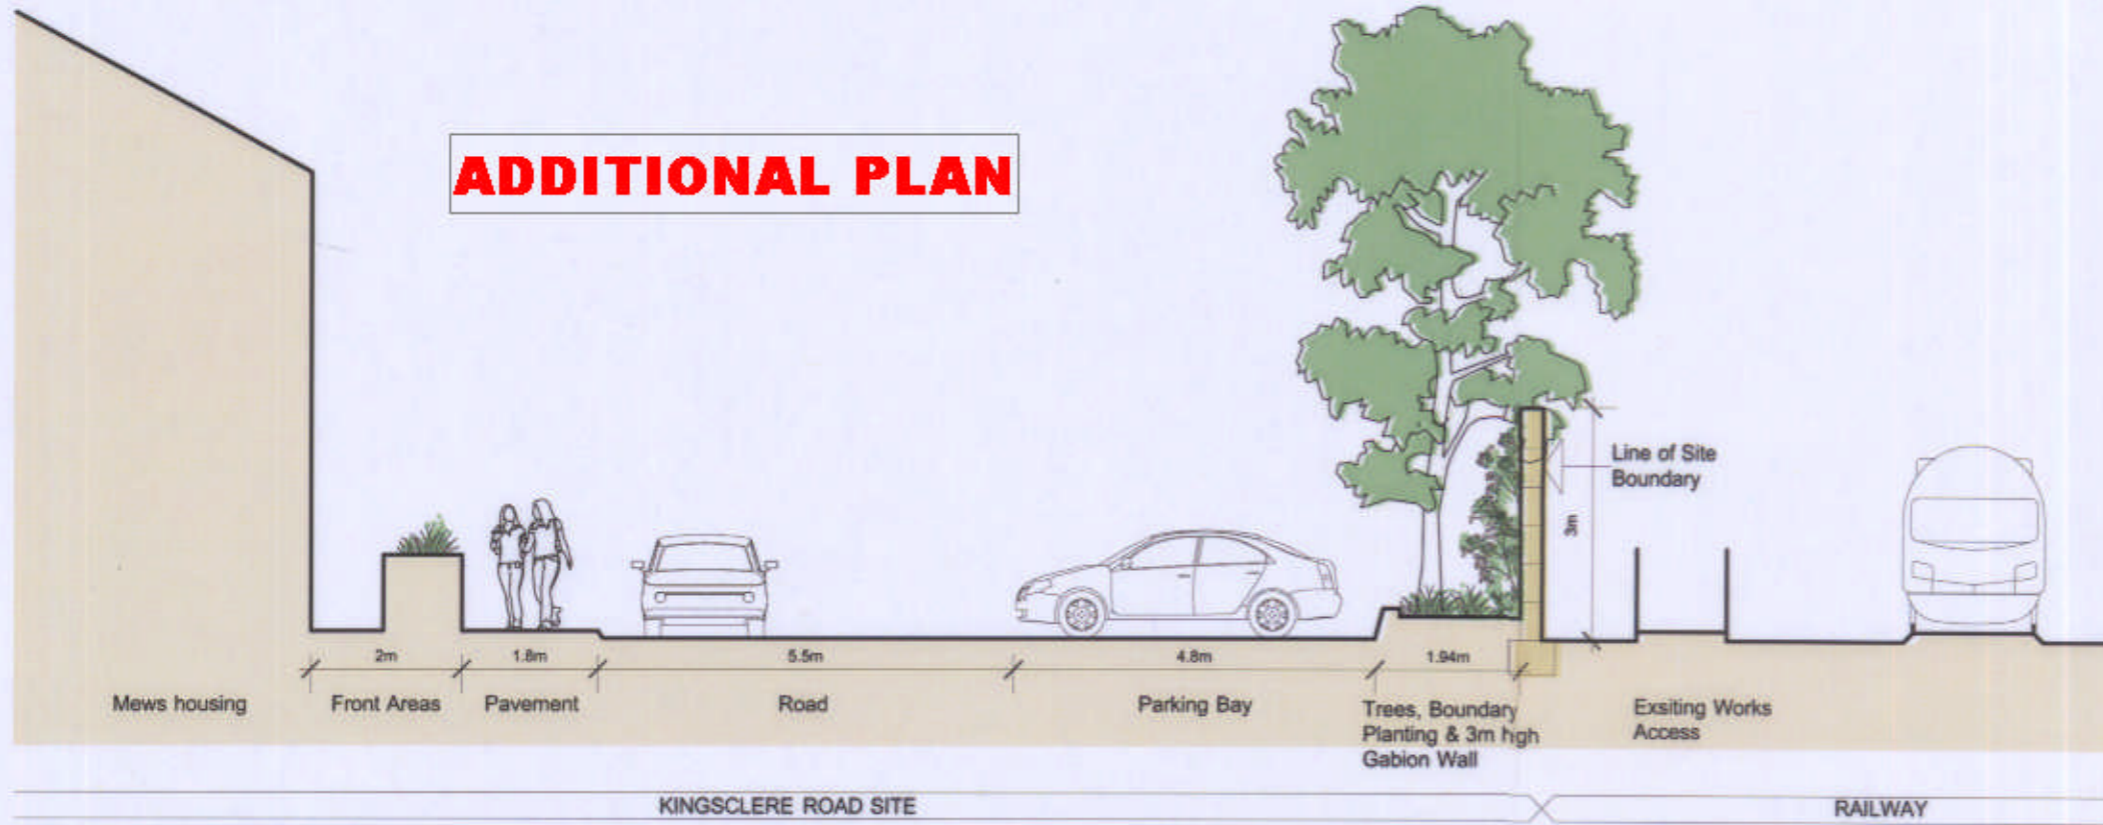 ADDITIONAL PLAN
Line of Site
Boundary
3m
2m
1.8m
5.5m
4.8m
1.94m
Mews housing
Front Areas
Pavement
Road
Parking Bay
Trees, Boundary
Planting & 3m high
Gabion Wall
Exsiting Works
Access
KINGSCLERE ROAD SITE
RAILWAY